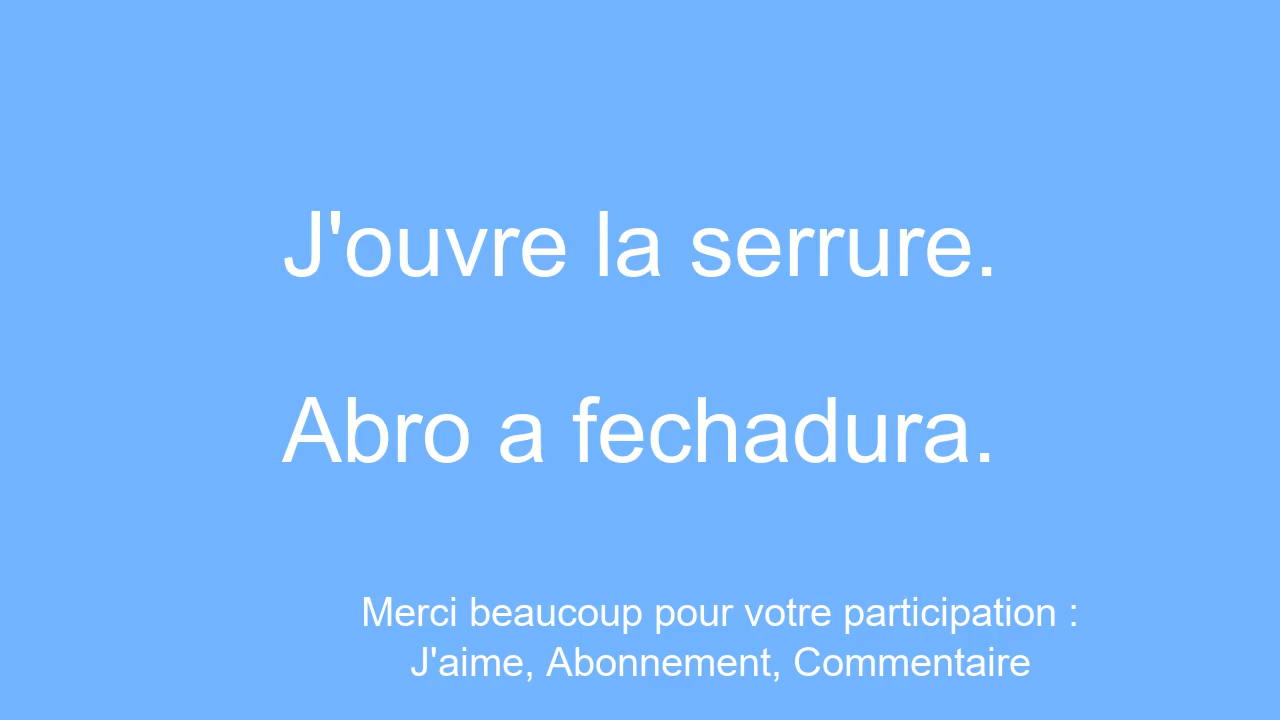 J'ouvre la serrure.
Abro a fechadura.
Merci beaucoup pour votre participation :
J'aime, Abonnement, Commentaire